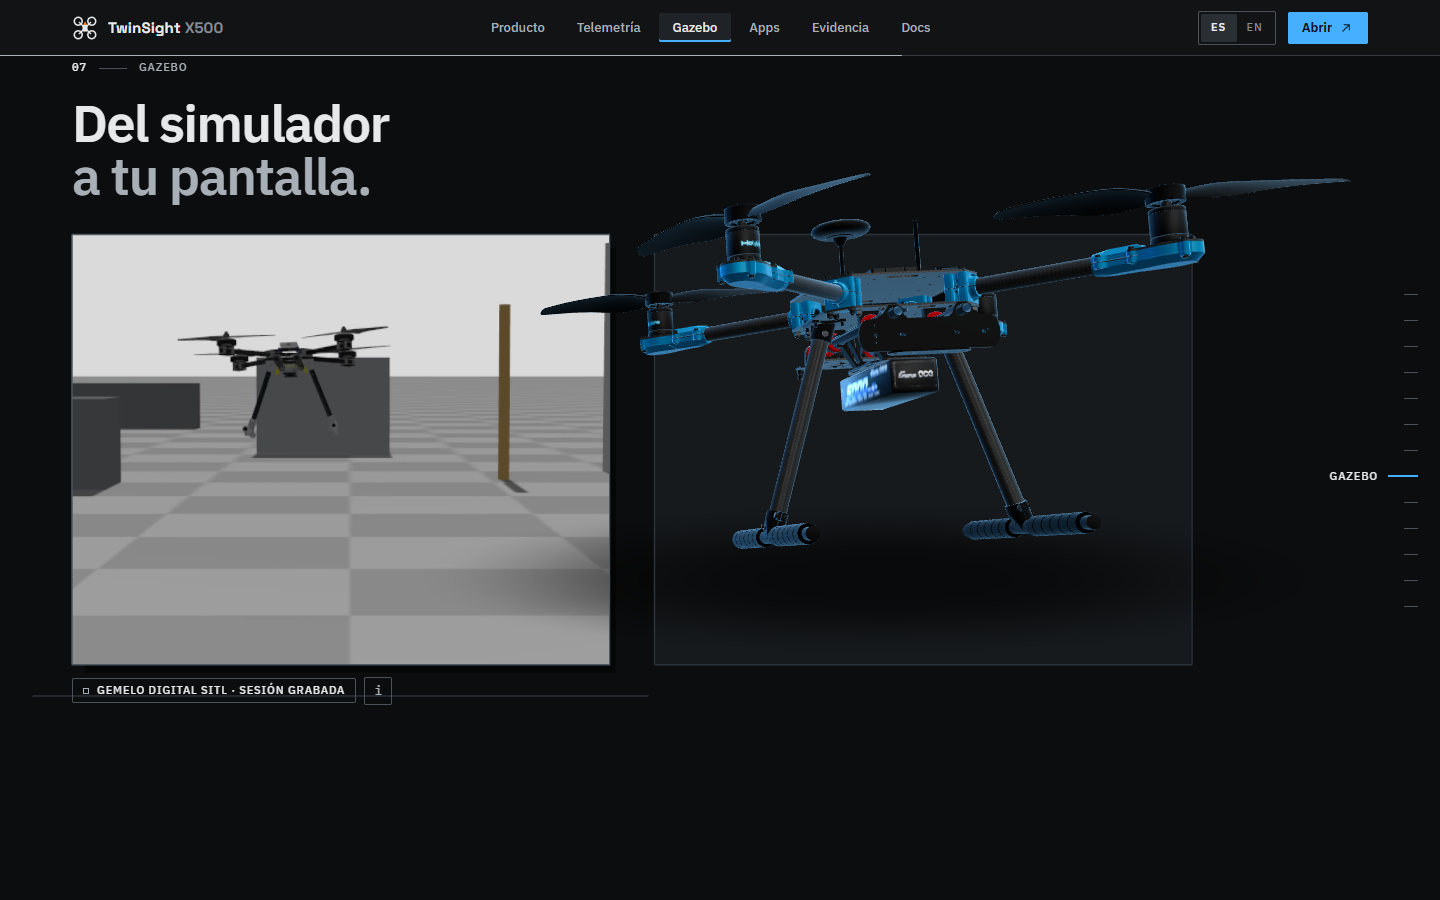 TwinSight X500
Producto
Telemetría
Gazebo
Apps
Evidencia
Docs
ES
EN
Abrir
07
GAZEBO
Del simulador
a tu pantalla.
GAZEBO
GEMELO DIGITAL SITL · SESIÓN GRABADA
i